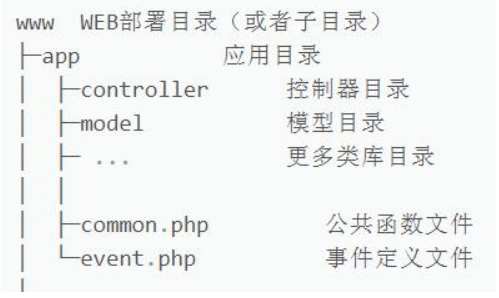 www  WEB部署目录（或者子目录）
├─app           应用目录
│  ├─controller      控制器目录
│  ├─model           模型目录
│  ├─ ...            更多类库目录
│  │
│  ├─common.php         公共函数文件
│  └─event.php          事件定义文件
│